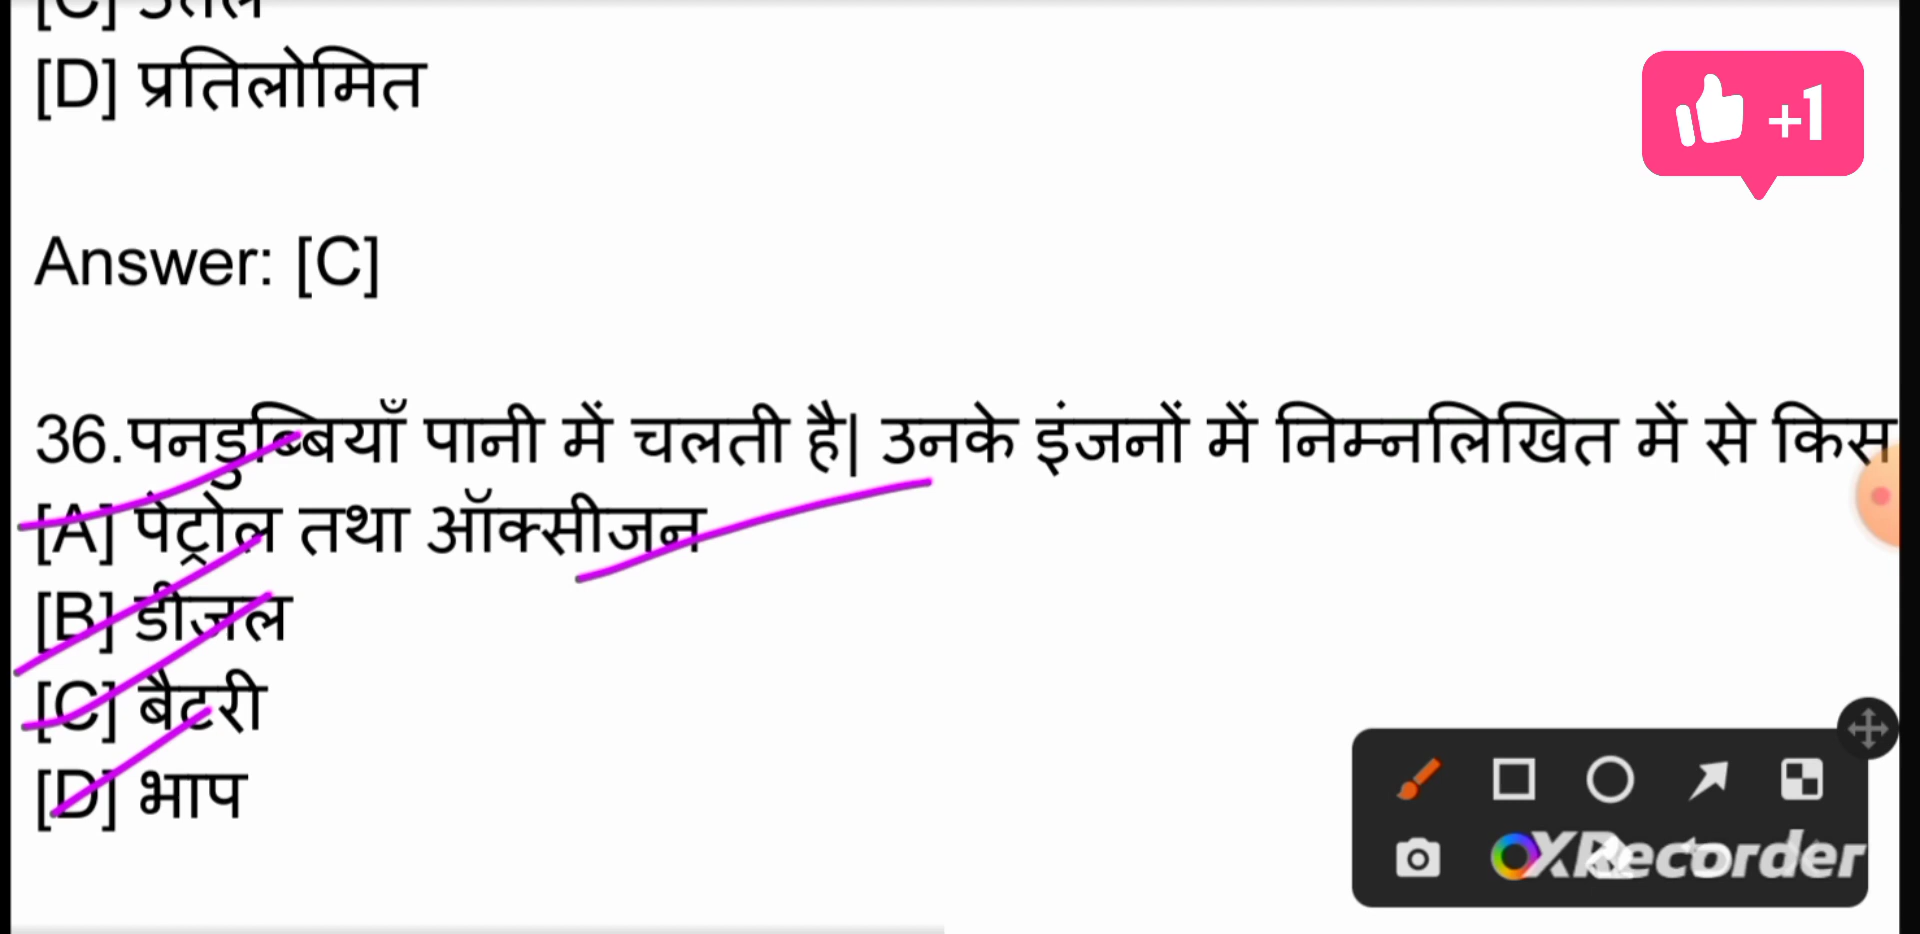 [D] प्रतिलोमित
+1
Answer: [C]
36.पनडुब्बियाँ पानी में चलती है| उनके इंजनों में निम्नलिखित में से किस
[A] पेट्रोल तथा ऑक्सीजन
[B] डीजल
[C] बैटरी
[D] भाप
XRecorder